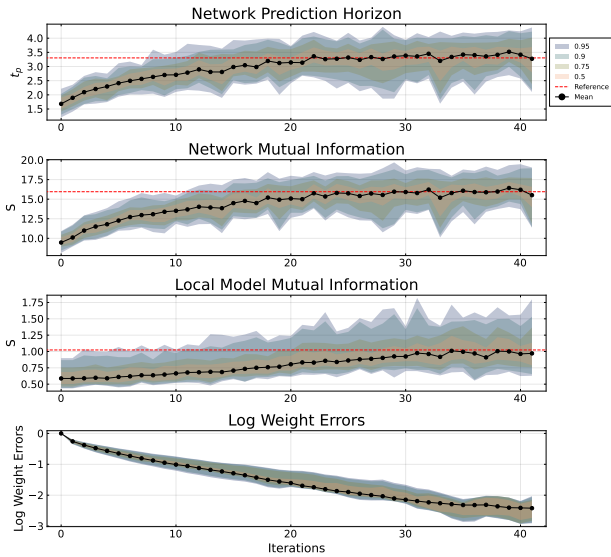 Network Prediction Horizon
4.0
3.5
3.0
2.5
2.0
1.5
t_p
0 10 20 30 40
0.95
0.9
0.75
0.5
Reference
Mean
Network Mutual Information
20.0
17.5
15.0
12.5
10.0
S
0 10 20 30 40
Local Model Mutual Information
1.75
1.50
1.25
1.00
0.75
0.50
S
0 10 20 30 40
Log Weight Errors
0
−1
−2
−3
Log Weight Errors
0 10 20 30 40
Iterations